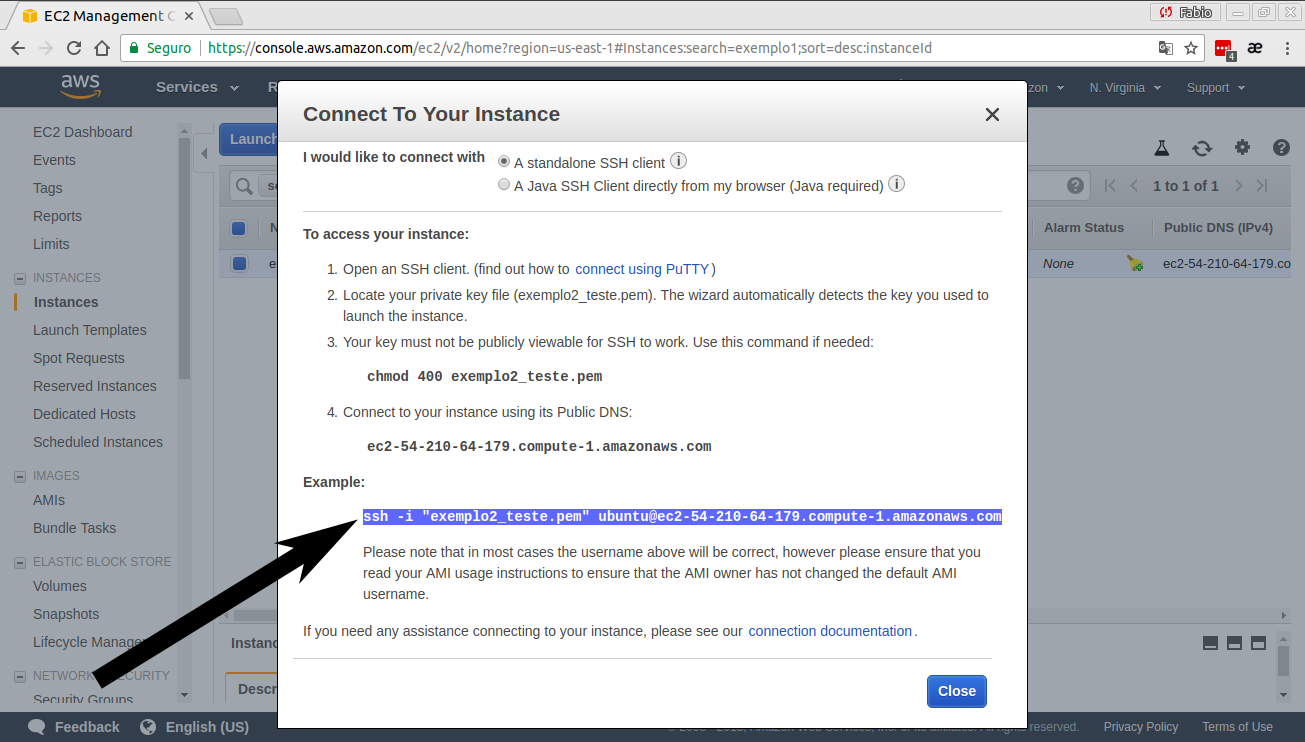 EC2 Management C
Fabio
Seguro
https://console.aws.amazon.com/ec2/v2/home?region=us-east-1#Instances:search=exemplo1;sort=desc:instanceId
4
æ
aws
Services
R
zon
N. Virginia
Support
Connect To Your Instance
EC2 Dashboard
Events
Tags
Reports
Limits
INSTANCES
Instances
Launch Templates
Spot Requests
Reserved Instances
Dedicated Hosts
Scheduled Instances
IMAGES
AMIs
Bundle Tasks
ELASTIC BLOCK STORE
Volumes
Snapshots
Lifecycle Manager
NETWORK & SECURITY
Security Groups
Launch
1 to 1 of 1
Alarm Status
Public DNS (IPv4)
None
ec2-54-210-64-179.co
I would like to connect with
A standalone SSH client
A Java SSH Client directly from my browser (Java required)
To access your instance:
1. Open an SSH client. (find out how to connect using PuTTY)
2. Locate your private key file (exemplo2_teste.pem). The wizard automatically detects the key you used to
launch the instance.
3. Your key must not be publicly viewable for SSH to work. Use this command if needed:
chmod 400 exemplo2_teste.pem
4. Connect to your instance using its Public DNS:
ec2-54-210-64-179.compute-1.amazonaws.com
Example:
ssh -i "exemplo2_teste.pem" ubuntu@ec2-54-210-64-179.compute-1.amazonaws.com
Please note that in most cases the username above will be correct, however please ensure that you
read your AMI usage instructions to ensure that the AMI owner has not changed the default AMI
username.
If you need any assistance connecting to your instance, please see our connection documentation.
Close
Instanc
Descr
Feedback
English (US)
reserved.
Privacy Policy
Terms of Use